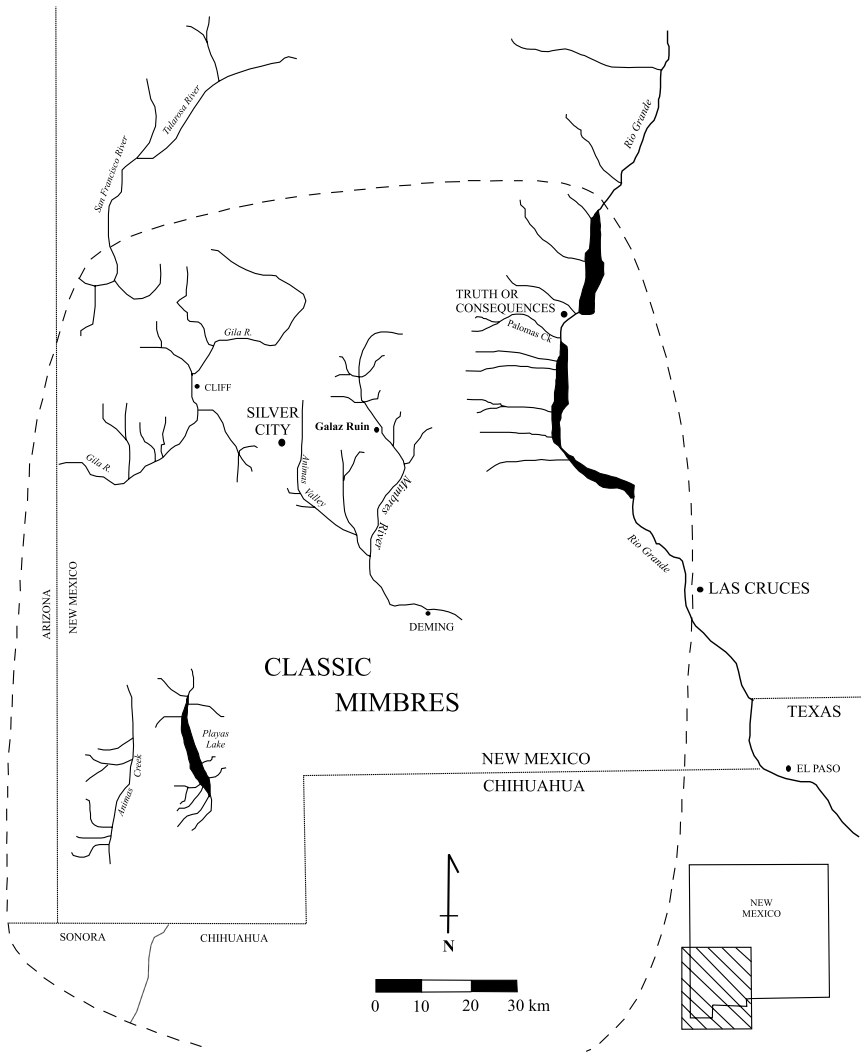 Tularosa River
San Francisco River
Rio Grande
TRUTH OR
CONSEQUENCES
Palomas Ck
Gila R.
CLIFF
SILVER
CITY
Galaz Ruin
Gila R.
Animas
Valley
Mimbres
River
Rio Grande
ARIZONA
NEW MEXICO
LAS CRUCES
DEMING
CLASSIC
MIMBRES
TEXAS
Playas
Lake
Animas
Creek
NEW MEXICO
CHIHUAHUA
EL PASO
NEW
MEXICO
SONORA
CHIHUAHUA
N
0 10 20 30 km